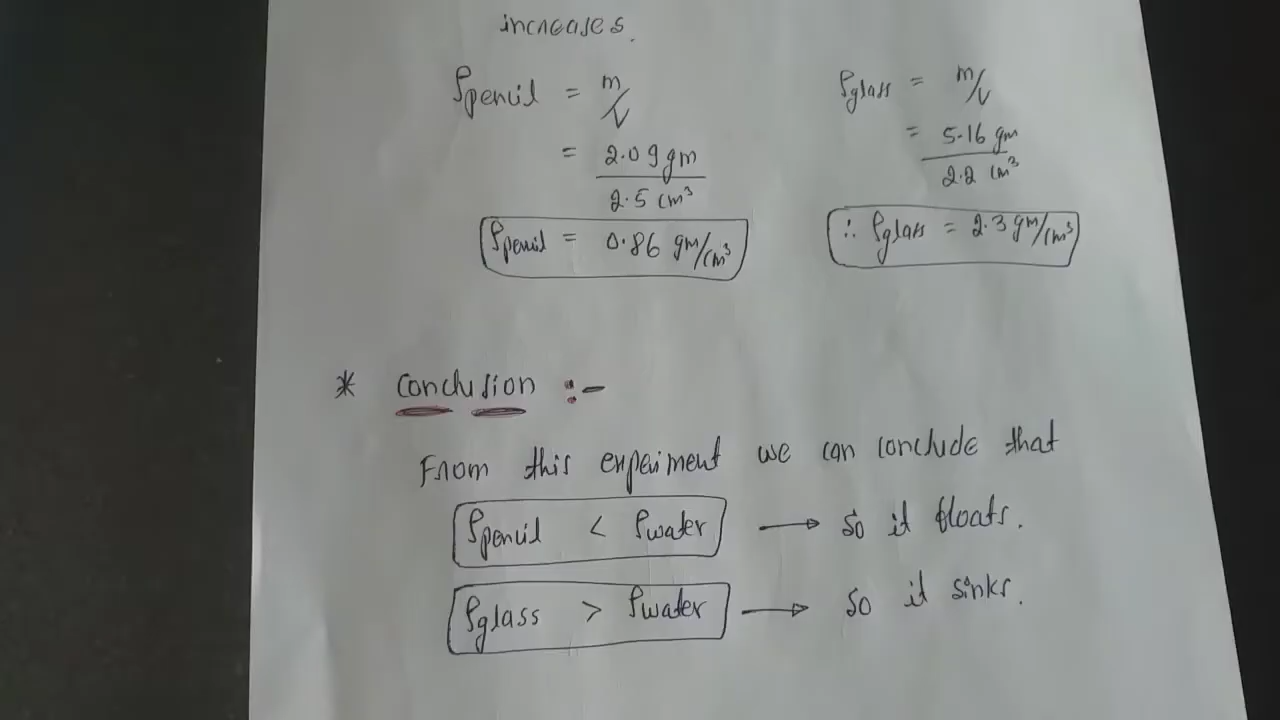 increases.
ρpencil = m/V
ρglass = m/V
= 2.09 gm / 2.5 cm³
= 5.16 gm / 2.2 cm³
ρpencil = 0.86 gm/cm³
∴ ρglass = 2.3 gm/cm³
* Conclusion :-
From this experiment we can conclude that
ρpencil < ρwater → so it floats.
ρglass > ρwater → so it sinks.